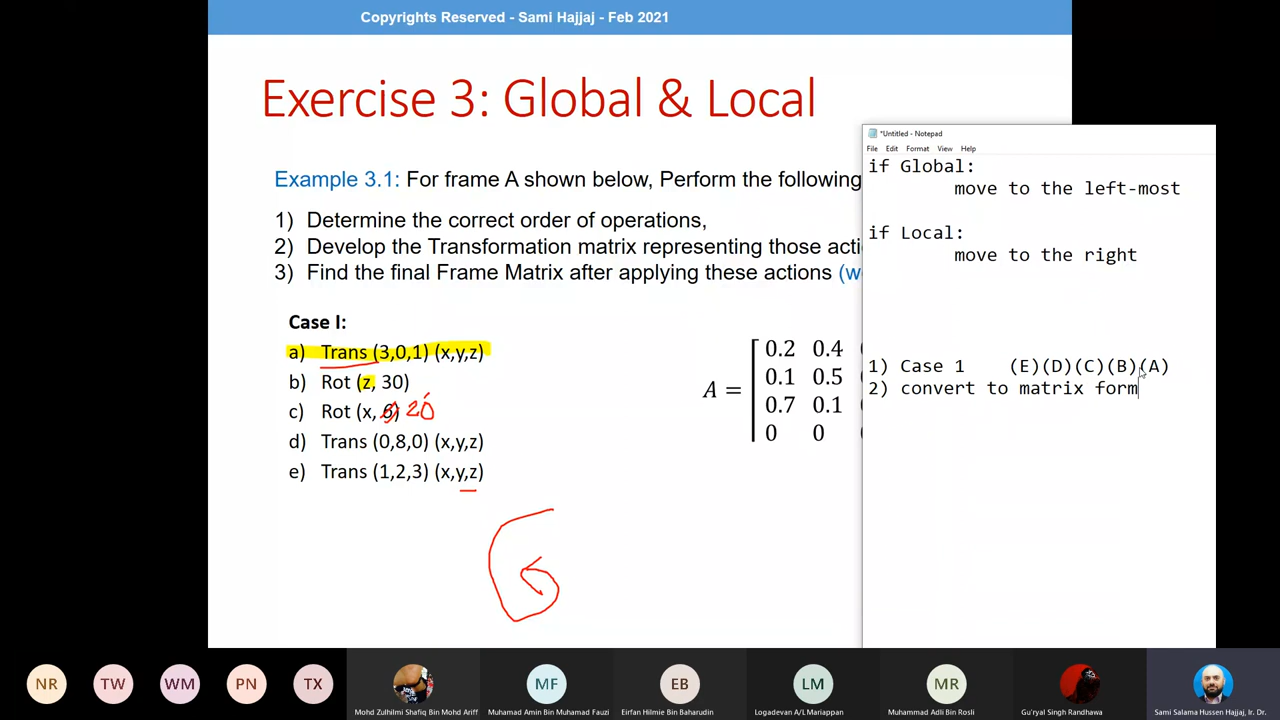 Copyrights Reserved - Sami Hajjaj - Feb 2021
Exercise 3: Global & Local
Example 3.1: For frame A shown below, Perform the following
1) Determine the correct order of operations,
2) Develop the Transformation matrix representing those acti
3) Find the final Frame Matrix after applying these actions (w
Case I:
a) Trans (3,0,1) (x,y,z)
b) Rot (z, 30)
c) Rot (x, 6) 20
d) Trans (0,8,0) (x,y,z)
e) Trans (1,2,3) (x,y,z)
A =
0.2 0.4
0.1 0.5
0.7 0.1
0 0
*Untitled - Notepad
File Edit Format View Help
if Global:
move to the left-most
if Local:
move to the right
1) Case 1 (E)(D)(C)(B)(A)
2) convert to matrix form
NR
TW
WM
PN
TX
MF
EB
LM
MR
Mohd Zulhilmi Shafiq Bin Mohd Ariff
Muhamad Amin Bin Muhamad Fauzi
Eirfan Hilmie Bin Baharudin
Logadevan A/L Mariappan
Muhammad Adli Bin Rosli
Gu'ryal Singh Randhawa
Sami Salama Hussen Hajjaj, Ir. Dr.